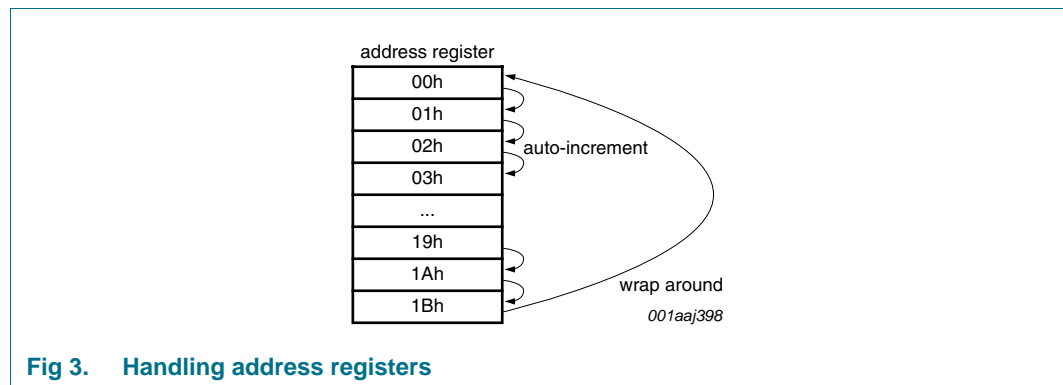 address register
00h
01h
02h
auto-increment
03h
...
19h
1Ah
wrap around
1Bh
001aaj398
Fig 3. Handling address registers